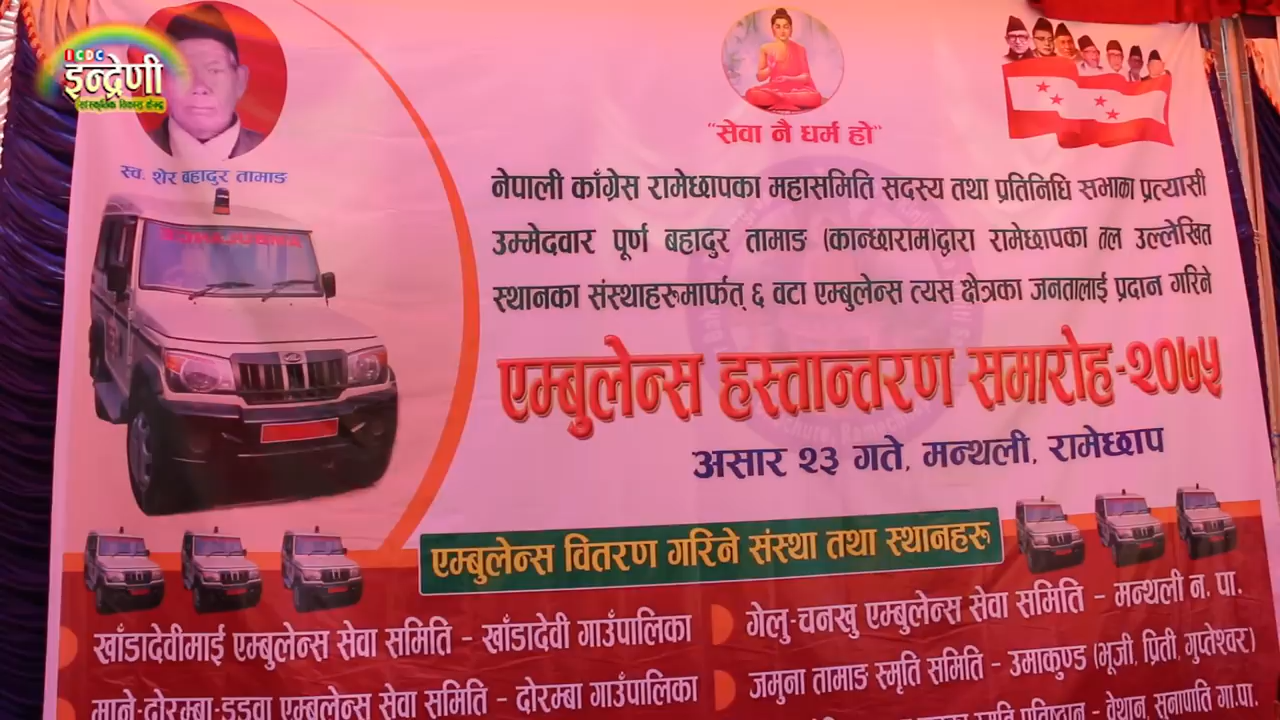 ICDC
इन्द्रेणी
सांस्कृतिक विकास केन्द्र
स्व. शेर बहादुर तामाङ
"सेवा नै धर्म हो"
नेपाली काँग्रेस रामेछापका महासमिति सदस्य तथा प्रतिनिधि सभाका प्रत्यासी
उम्मेदवार पूर्ण बहादुर तामाङ (कान्छाराम)द्वारा रामेछापका तल उल्लेखित
स्थानका संस्थाहरुमार्फत् ६ वटा एम्बुलेन्स त्यस क्षेत्रका जनतालाई प्रदान गरिने
एम्बुलेन्स हस्तान्तरण समारोह-२०७५
असार २३ गते, मन्थली, रामेछाप
एम्बुलेन्स वितरण गरिने संस्था तथा स्थानहरू
खाँडादेवीमाई एम्बुलेन्स सेवा समिति – खाँडादेवी गाउँपालिका
माने-दोरम्बा-डडुवा एम्बुलेन्स सेवा समिति – दोरम्बा गाउँपालिका
गेलु-चनखु एम्बुलेन्स सेवा समिति – मन्थली न. पा.
जमुना तामाङ स्मृति समिति – उमाकुण्ड (भूजी, प्रिती, गुप्तेश्वर)
स्मृति प्रतिष्ठान – वेथान, सुनापति गा.पा.